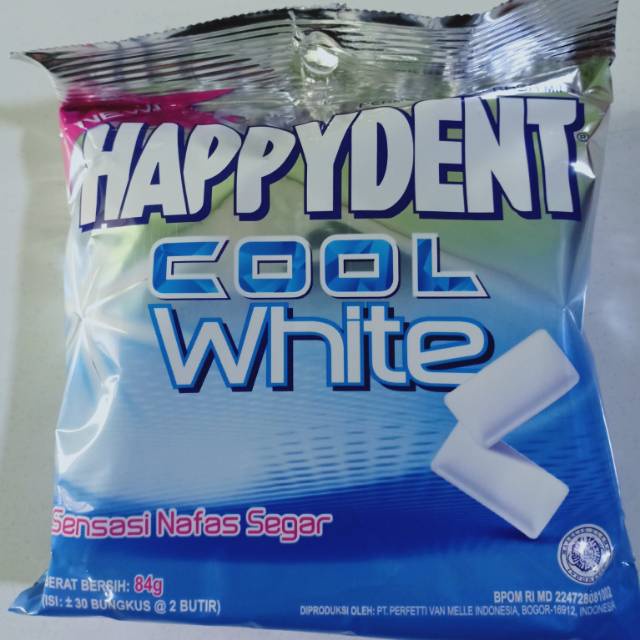 HAPPYDENT®
COOL
White
Sensasi Nafas Segar
BERAT BERSIH: 84g
(ISI: ± 30 BUNGKUS @ 2 BUTIR)
BPOM RI MD 224728081002
DIPRODUKSI OLEH: PT. PERFETTI VAN MELLE INDONESIA, BOGOR-16912, INDONESIA